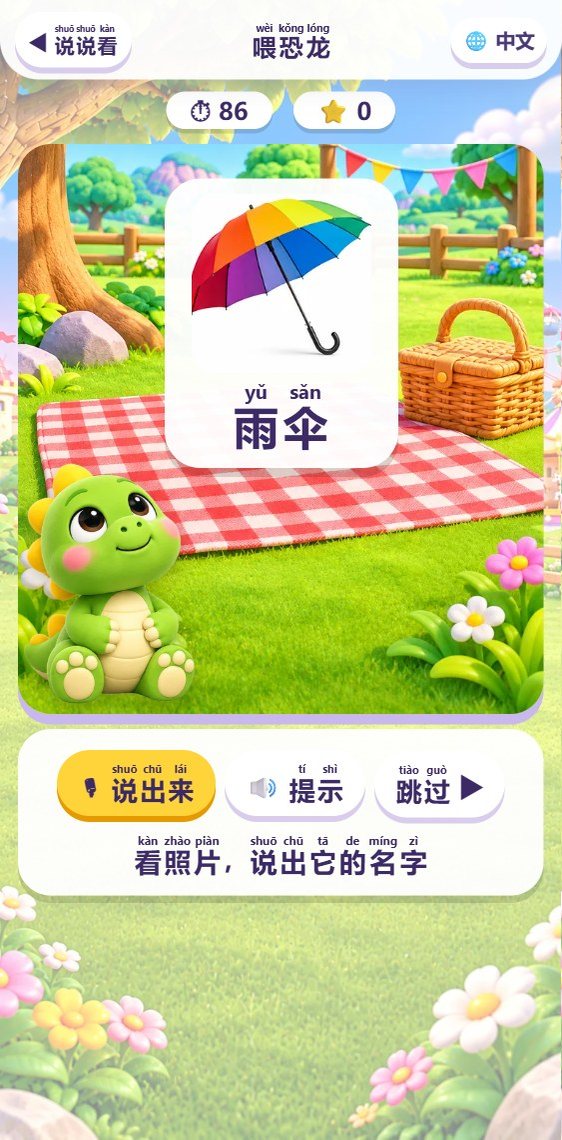 shuō shuō kàn
说说看
wèi kǒng lóng
喂恐龙
中文
86
0
yǔ sǎn
雨伞
shuō chū lái
说出来
tí shì
提示
tiào guò
跳过
kàn zhào piàn shuō chū tā de míng zì
看照片，说出它的名字